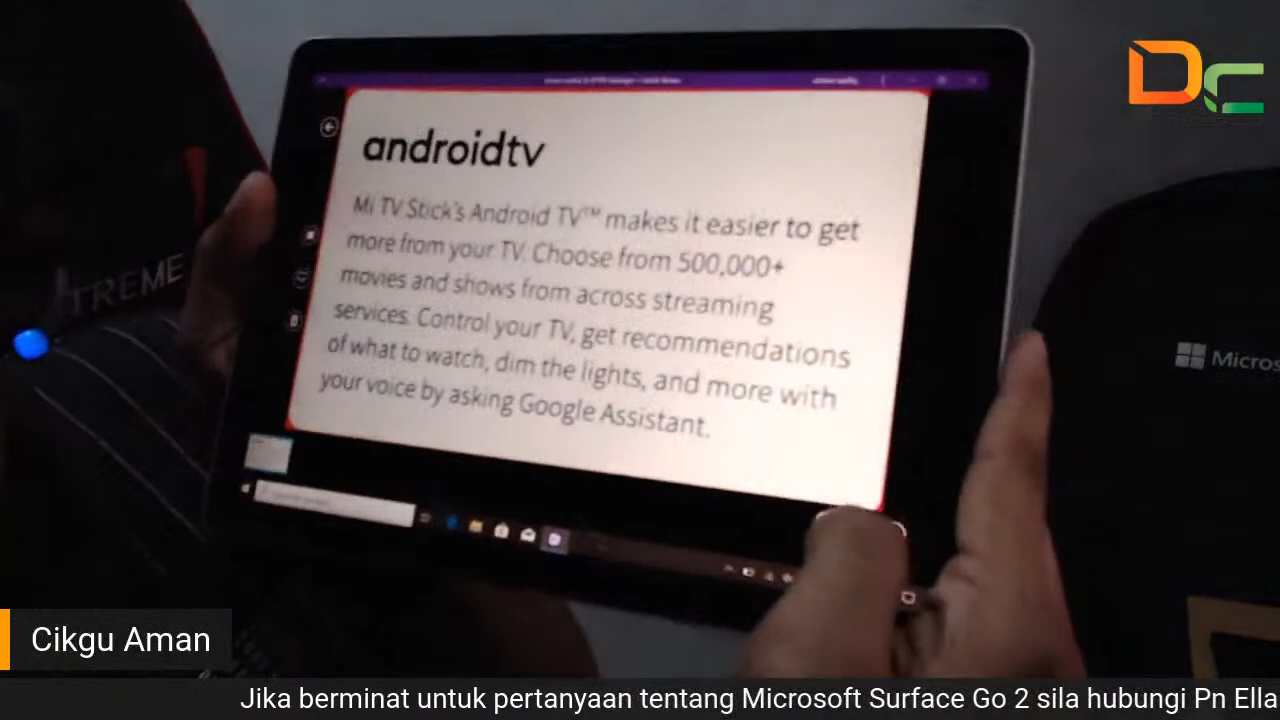 DC
androidtv
Mi TV Stick's Android TV™ makes it easier to get
more from your TV. Choose from 500,000+
movies and shows from across streaming
services. Control your TV, get recommendations
of what to watch, dim the lights, and more with
your voice by asking Google Assistant.
XTREME
Micros
Cikgu Aman
Jika berminat untuk pertanyaan tentang Microsoft Surface Go 2 sila hubungi Pn Ella